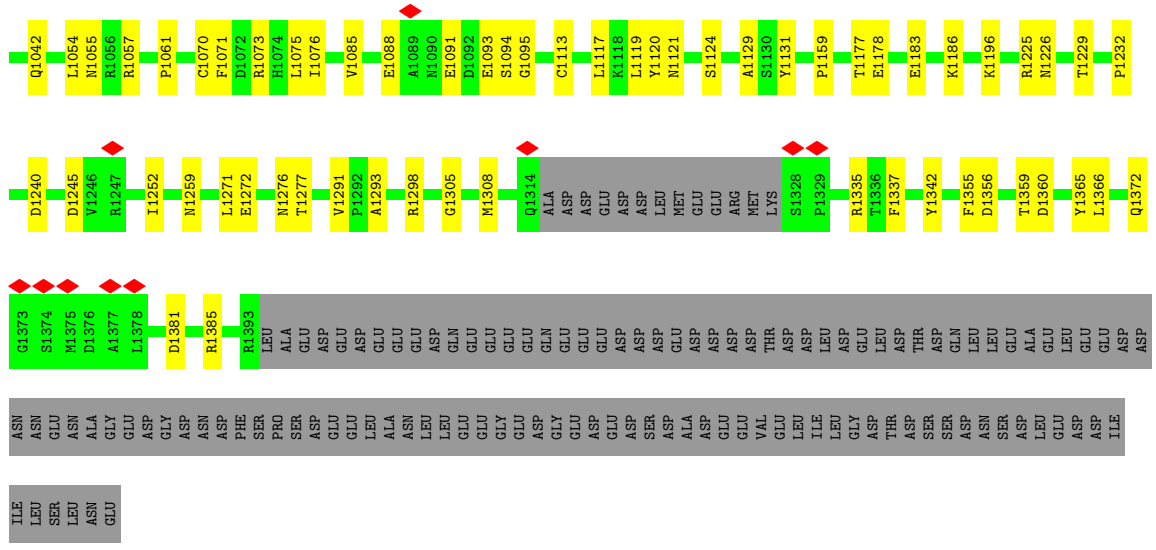 Q1042 L1054 N1055 R1056 R1057 P1061 C1070 F1071 D1072 R1073 H1074 L1075 I1076 V1085 E1088 A1089 N1090 E1091 D1092 E1093 S1094 G1095 C1113 L1117 K1118 L1119 Y1120 N1121 S1124 A1129 S1130 Y1131 P1159 T1177 E1178 E1183 K1186 K1196 R1225 N1226 T1229 P1232
D1240 D1245 V1246 R1247 I1252 N1259 L1271 E1272 N1276 T1277 V1291 P1292 A1293 R1298 G1305 M1308 Q1314 ALA ASP ASP GLU ASP ASP LEU MET GLU GLU ARG MET LYS S1328 P1329 R1335 T1336 F1337 Y1342 F1355 D1356 T1359 D1360 Y1365 L1366 Q1372
G1373 S1374 M1375 D1376 A1377 L1378 D1381 R1385 R1393 LEU ALA GLU ASP GLU GLU ASP GLU GLU GLU ASP GLN GLU GLU GLU GLU GLU GLN GLU GLU GLU GLU ASP ASP ASP GLU ASP ASP ASP ASP THR ASP ASP LEU ASP GLU LEU ASP THR ASP GLN LEU LEU GLU ALA GLU LEU GLU GLU ASP ASP
ASN ASN GLU ASN ALA GLY GLU ASP GLY ASP ASN ASP PHE SER PRO SER ASP GLU GLU LEU ALA ASN LEU LEU GLU GLU GLY GLU ASP GLY GLU ASP GLU ASP SER ASP ALA ASP GLU GLU VAL GLU LEU ILE LEU GLY ASP THR ASP SER SER ASP ASN SER ASP LEU GLU ASP ASP ILE
ILE LEU SER LEU ASN GLU